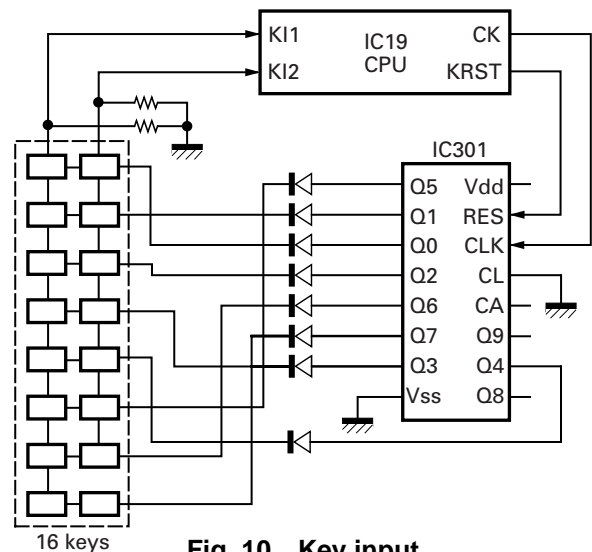 KI1
IC19
CK
KI2
CPU
KRST
IC301
Q5
Vdd
Q1
RES
Q0
CLK
Q2
CL
Q6
CA
Q7
Q9
Q3
Q4
Vss
Q8
16 keys
Fig. 10 Key input